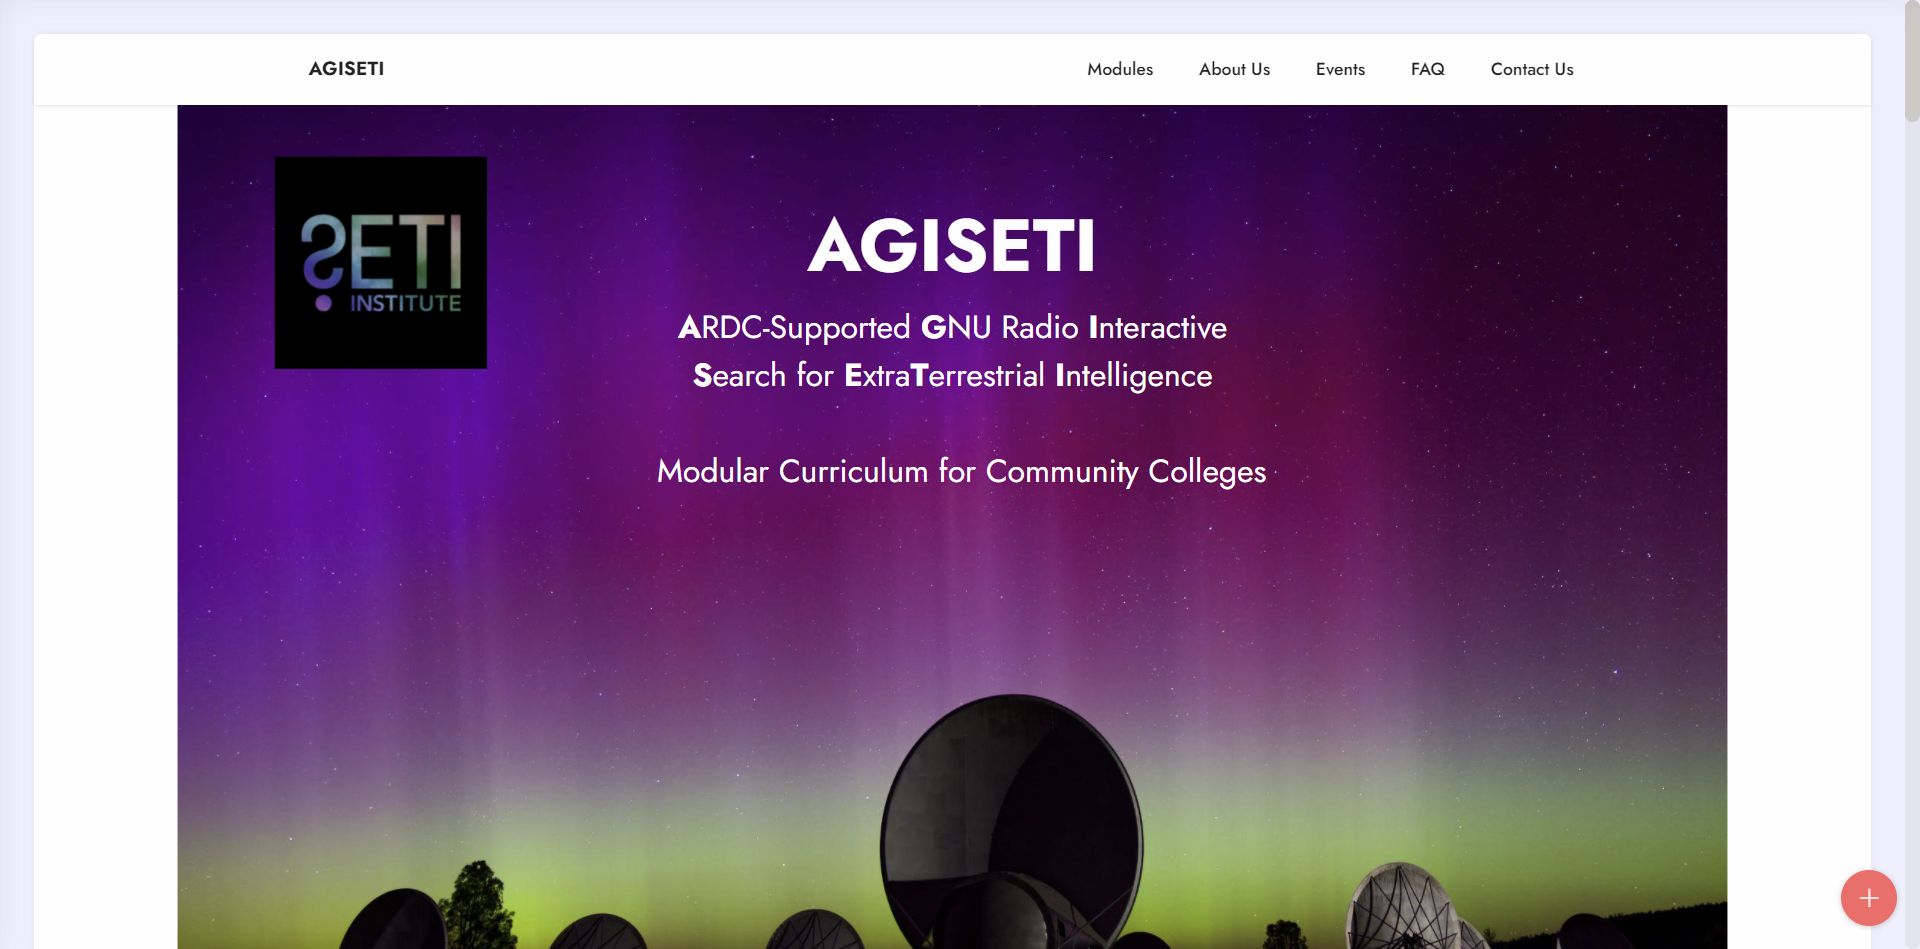 AGISETI
Modules About Us Events FAQ Contact Us
SETI
INSTITUTE
AGISETI
ARDC-Supported GNU Radio Interactive
Search for ExtraTerrestrial Intelligence
Modular Curriculum for Community Colleges